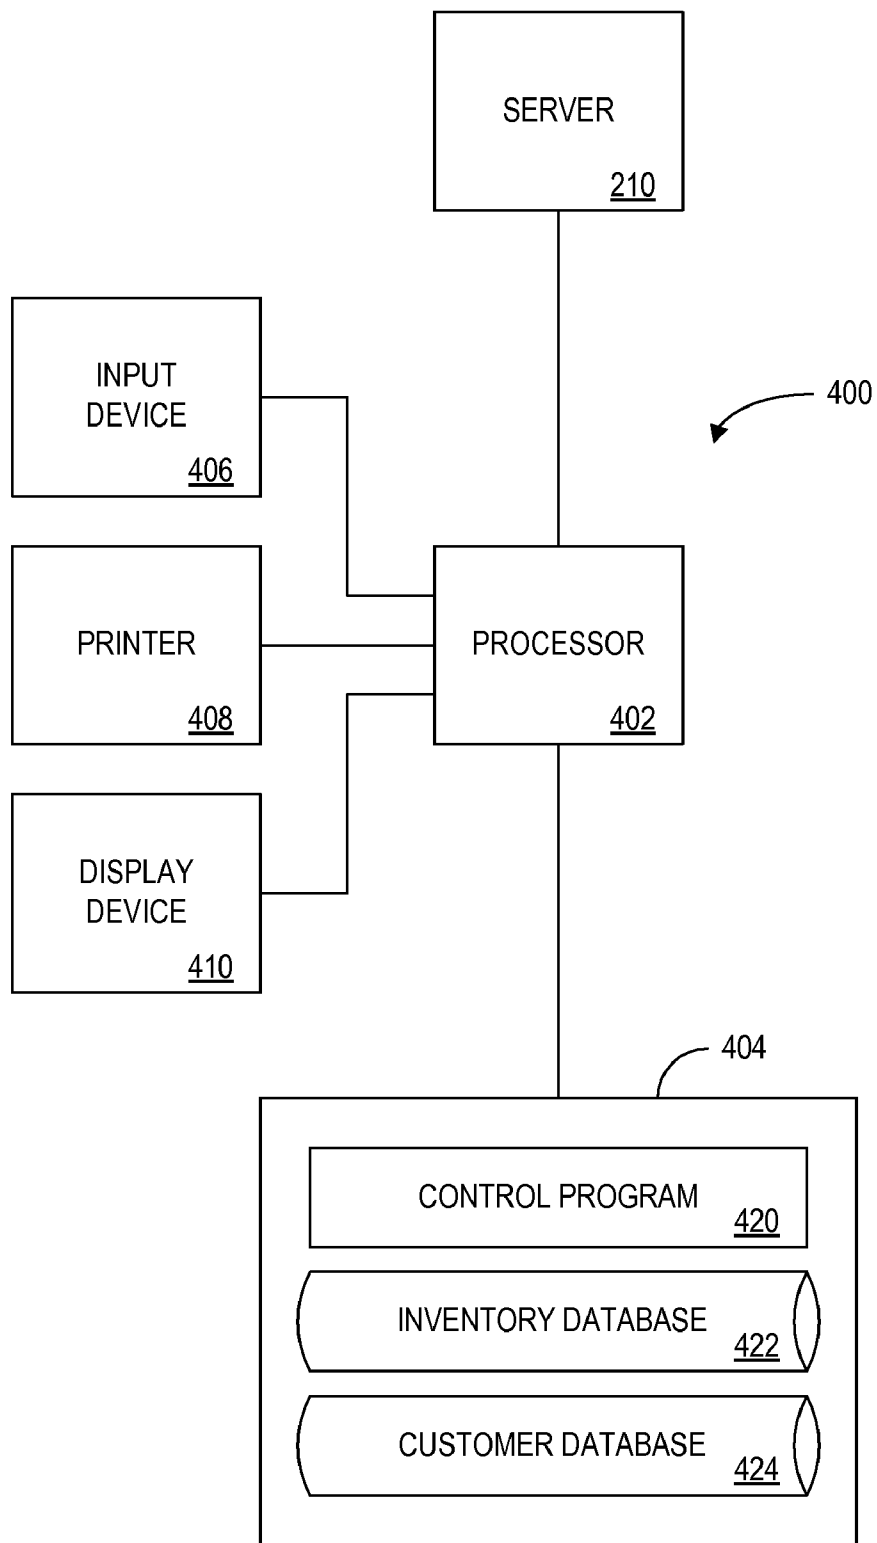 SERVER
210
INPUT
DEVICE
406
400
PRINTER
408
PROCESSOR
402
DISPLAY
DEVICE
410
404
CONTROL PROGRAM
420
INVENTORY DATABASE
422
CUSTOMER DATABASE
424